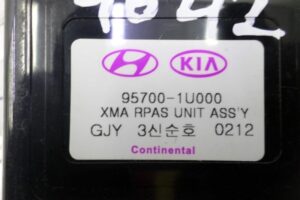 KIA
95700-1U000
XMA RPAS UNIT ASS'Y
GJY 3신순호 0212
Continental